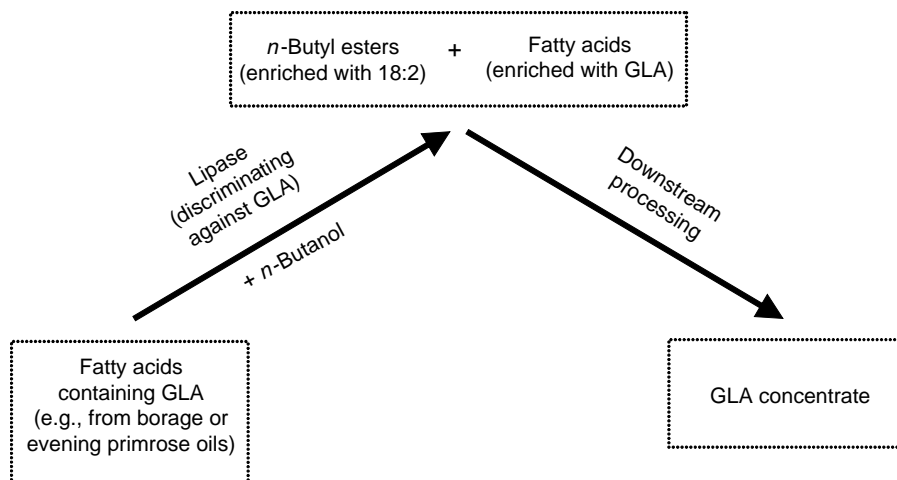 n-Butyl esters + Fatty acids
(enriched with 18:2) (enriched with GLA)
Lipase
(discriminating
against GLA)
+ n-Butanol
Downstream
processing
Fatty acids
containing GLA
(e.g., from borage or
evening primrose oils)
GLA concentrate